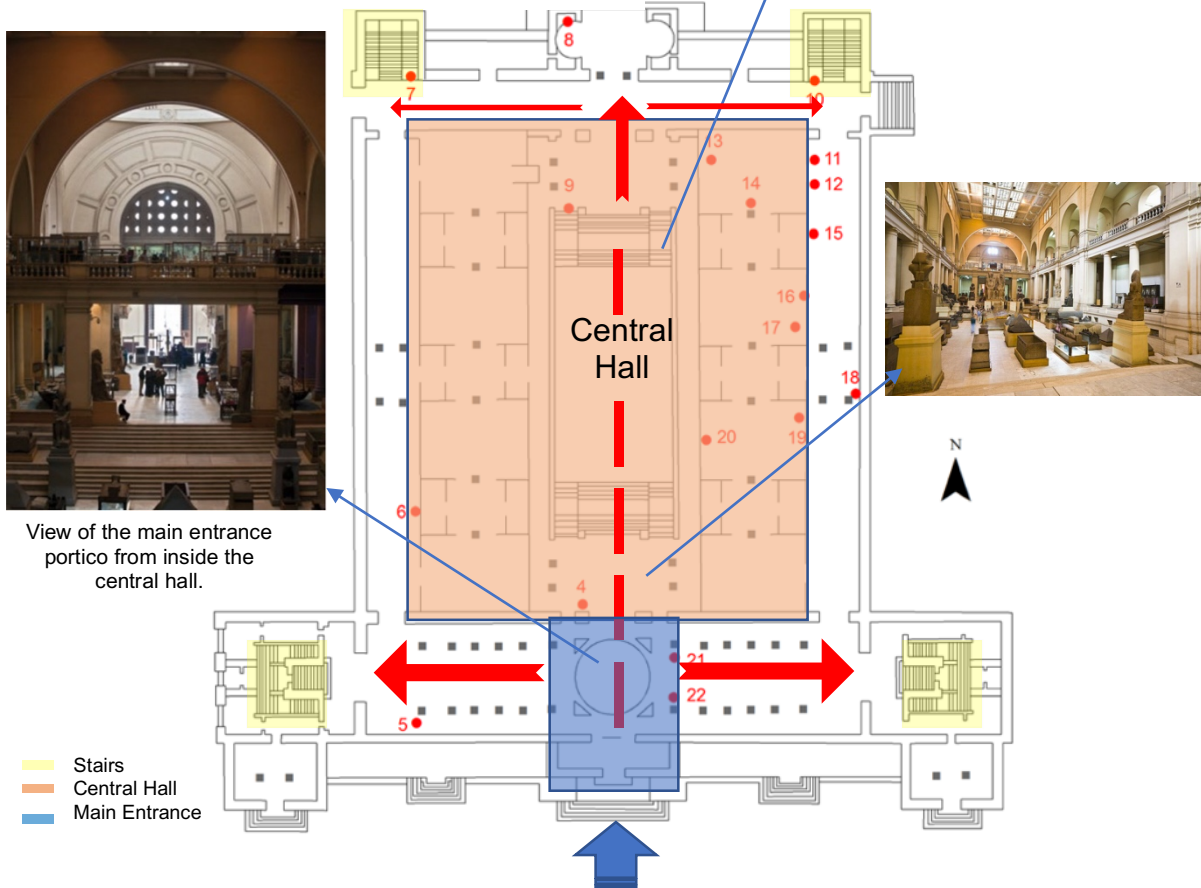 8
7
10
13
11
9
14
12
15
16
Central
Hall
17
18
20
19
N
6
View of the main entrance
portico from inside the
central hall.
4
21
22
5
Stairs
Central Hall
Main Entrance